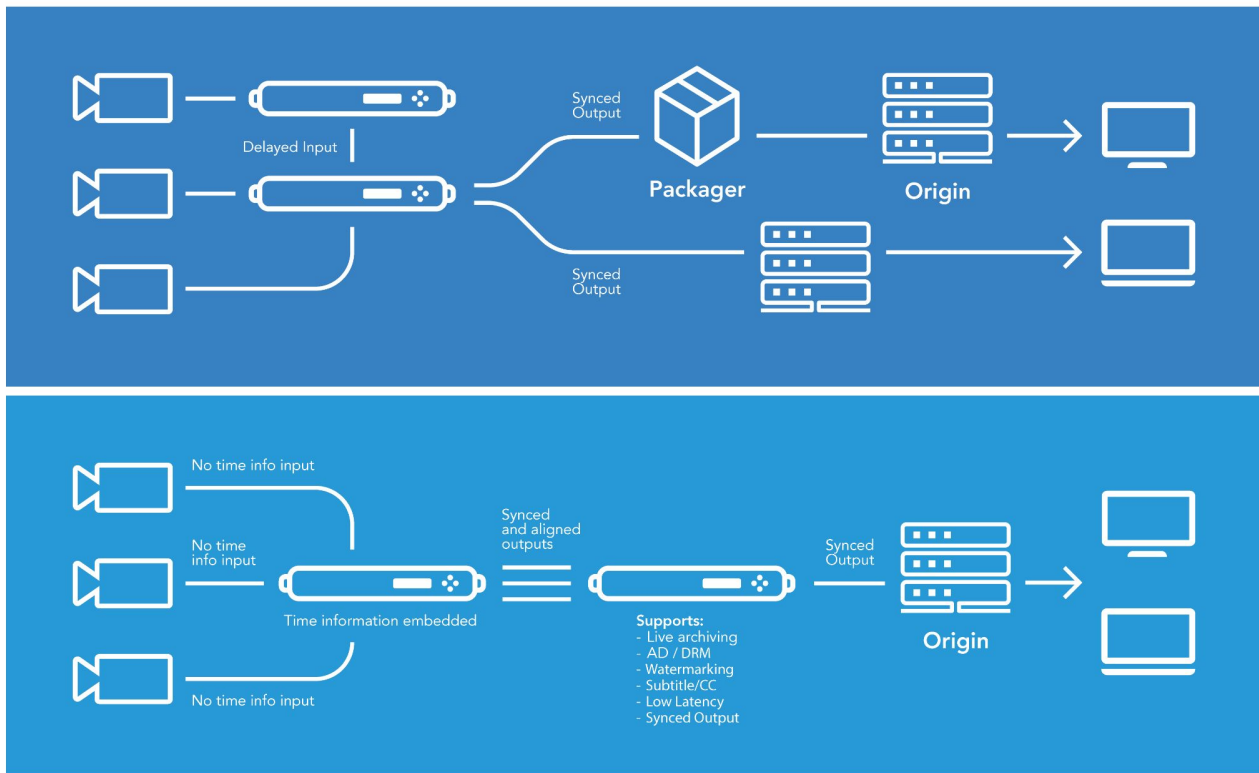 Synced
Output
Delayed Input
Packager
Origin
Synced
Output
No time info input
No time
info input
Synced
and aligned
outputs
Synced
Output
Time information embedded
Supports:
- Live archiving
- AD / DRM
- Watermarking
- Subtitle/CC
- Low Latency
- Synced Output
Origin
No time info input